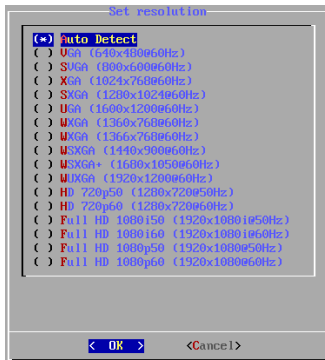 Set resolution
(*) Auto Detect
( ) VGA (640x480@60Hz)
( ) SVGA (800x600@60Hz)
( ) XGA (1024x768@60Hz)
( ) SXGA (1280x1024@60Hz)
( ) UGA (1600x1200@60Hz)
( ) WXGA (1360x768@60Hz)
( ) WXGA (1366x768@60Hz)
( ) WSXGA (1440x900@60Hz)
( ) WSXGA+ (1680x1050@60Hz)
( ) WUXGA (1920x1200@60Hz)
( ) HD 720p50 (1280x720@50Hz)
( ) HD 720p60 (1280x720@60Hz)
( ) Full HD 1080i50 (1920x1080i@50Hz)
( ) Full HD 1080i60 (1920x1080i@60Hz)
( ) Full HD 1080p50 (1920x1080@50Hz)
( ) Full HD 1080p60 (1920x1080@60Hz)
< OK > <Cancel>